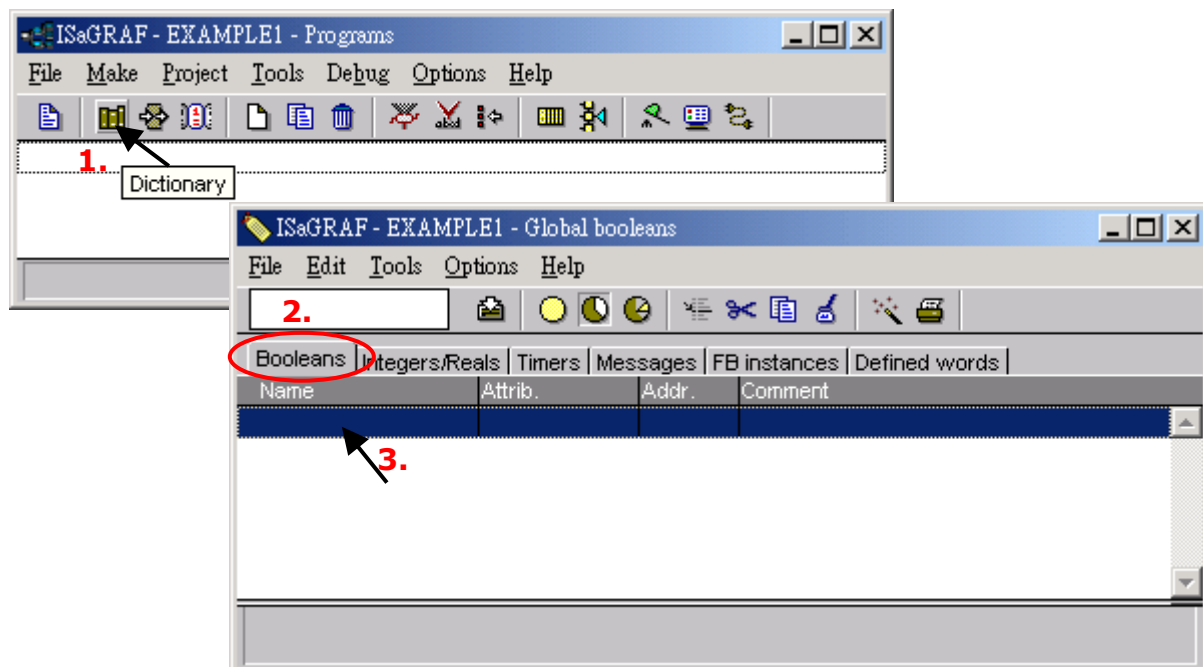 ISaGRAF - EXAMPLE1 - Programs
File Make Project Tools Debug Options Help
1.
Dictionary
ISaGRAF - EXAMPLE1 - Global booleans
File Edit Tools Options Help
2.
Booleans Integers/Reals Timers Messages FB instances Defined words
Name Attrib. Addr. Comment
3.